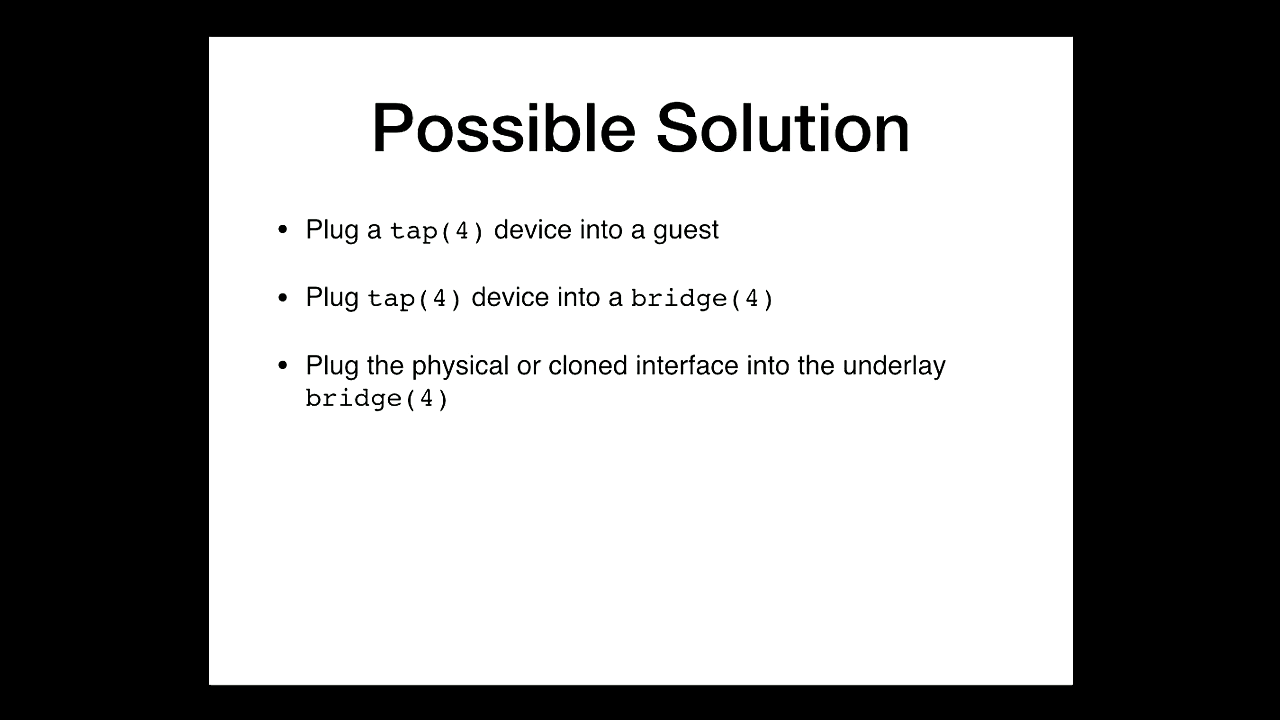 Possible Solution
• Plug a tap(4) device into a guest
• Plug tap(4) device into a bridge(4)
• Plug the physical or cloned interface into the underlay
bridge(4)